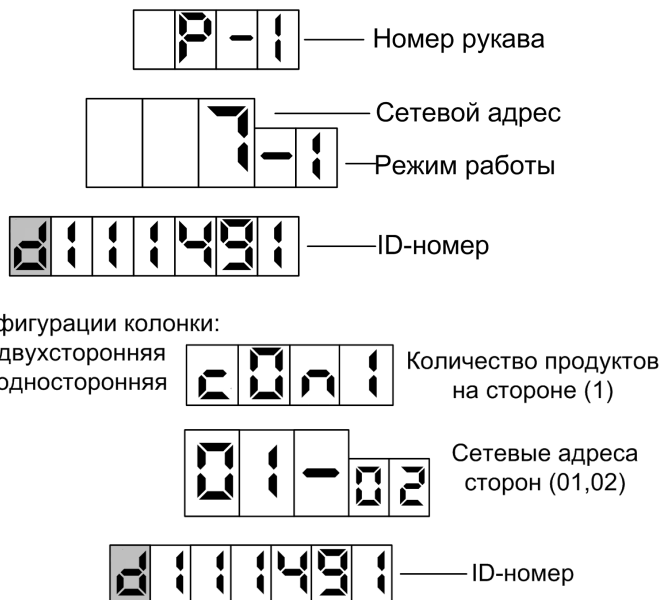 P-1 Номер рукава
Сетевой адрес
7-1
Режим работы
d111491 ID-номер
фигурации колонки:
двухсторонняя
односторонняя
c0n1
Количество продуктов
на стороне (1)
01-02
Сетевые адреса
сторон (01,02)
d111491 ID-номер